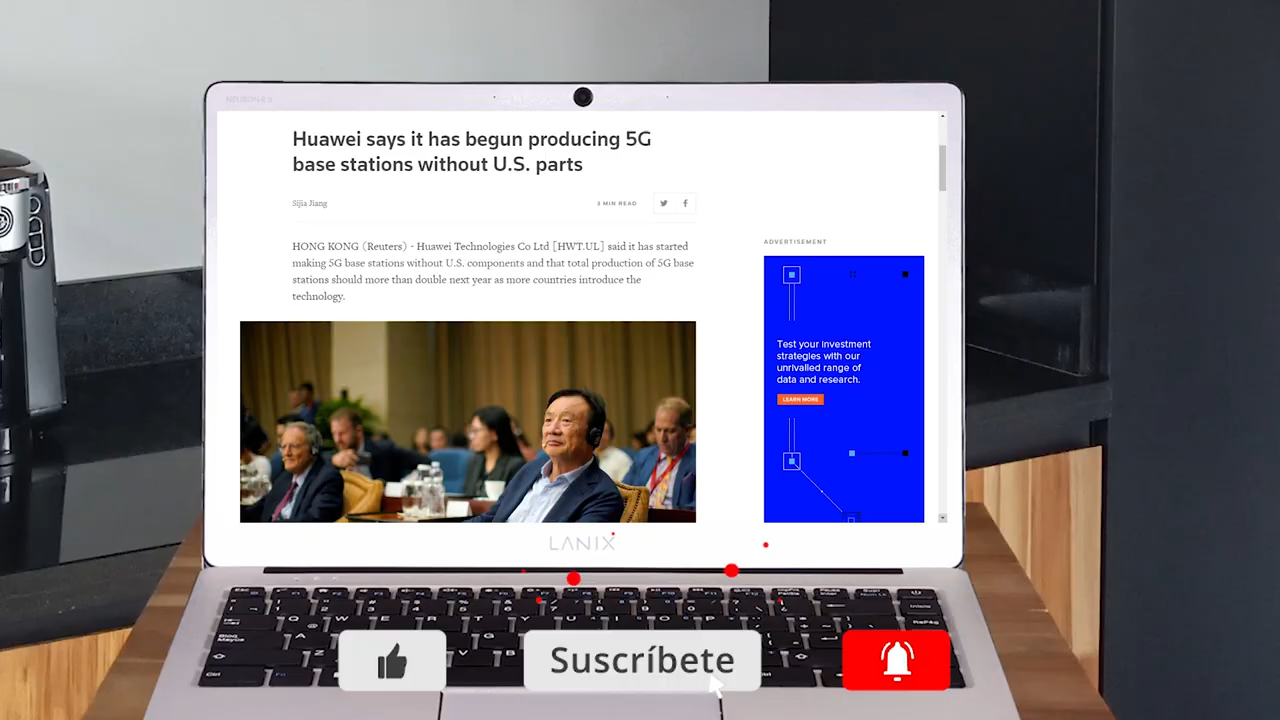 NEURON
Huawei says it has begun producing 5G
base stations without U.S. parts
Sijia Jiang
3 MIN READ
HONG KONG (Reuters) - Huawei Technologies Co Ltd [HWT.UL] said it has started
making 5G base stations without U.S. components and that total production of 5G base
stations should more than double next year as more countries introduce the
technology.
ADVERTISEMENT
Test your investment
strategies with our
unrivalled range of
data and research.
LEARN MORE
LANIX
Suscríbete